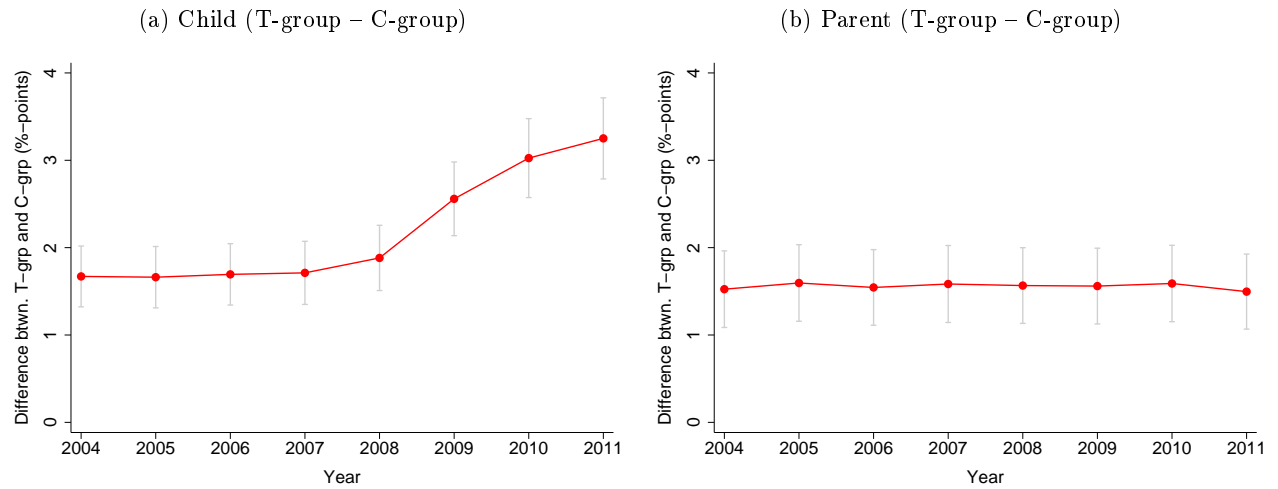 (a) Child (T-group – C-group)
Difference btwn. T−grp and C−grp (%−points)
4
3
2
1
0
2004 2005 2006 2007 2008 2009 2010 2011
Year
(b) Parent (T-group – C-group)
Difference btwn. T−grp and C−grp (%−points)
4
3
2
1
0
2004 2005 2006 2007 2008 2009 2010 2011
Year